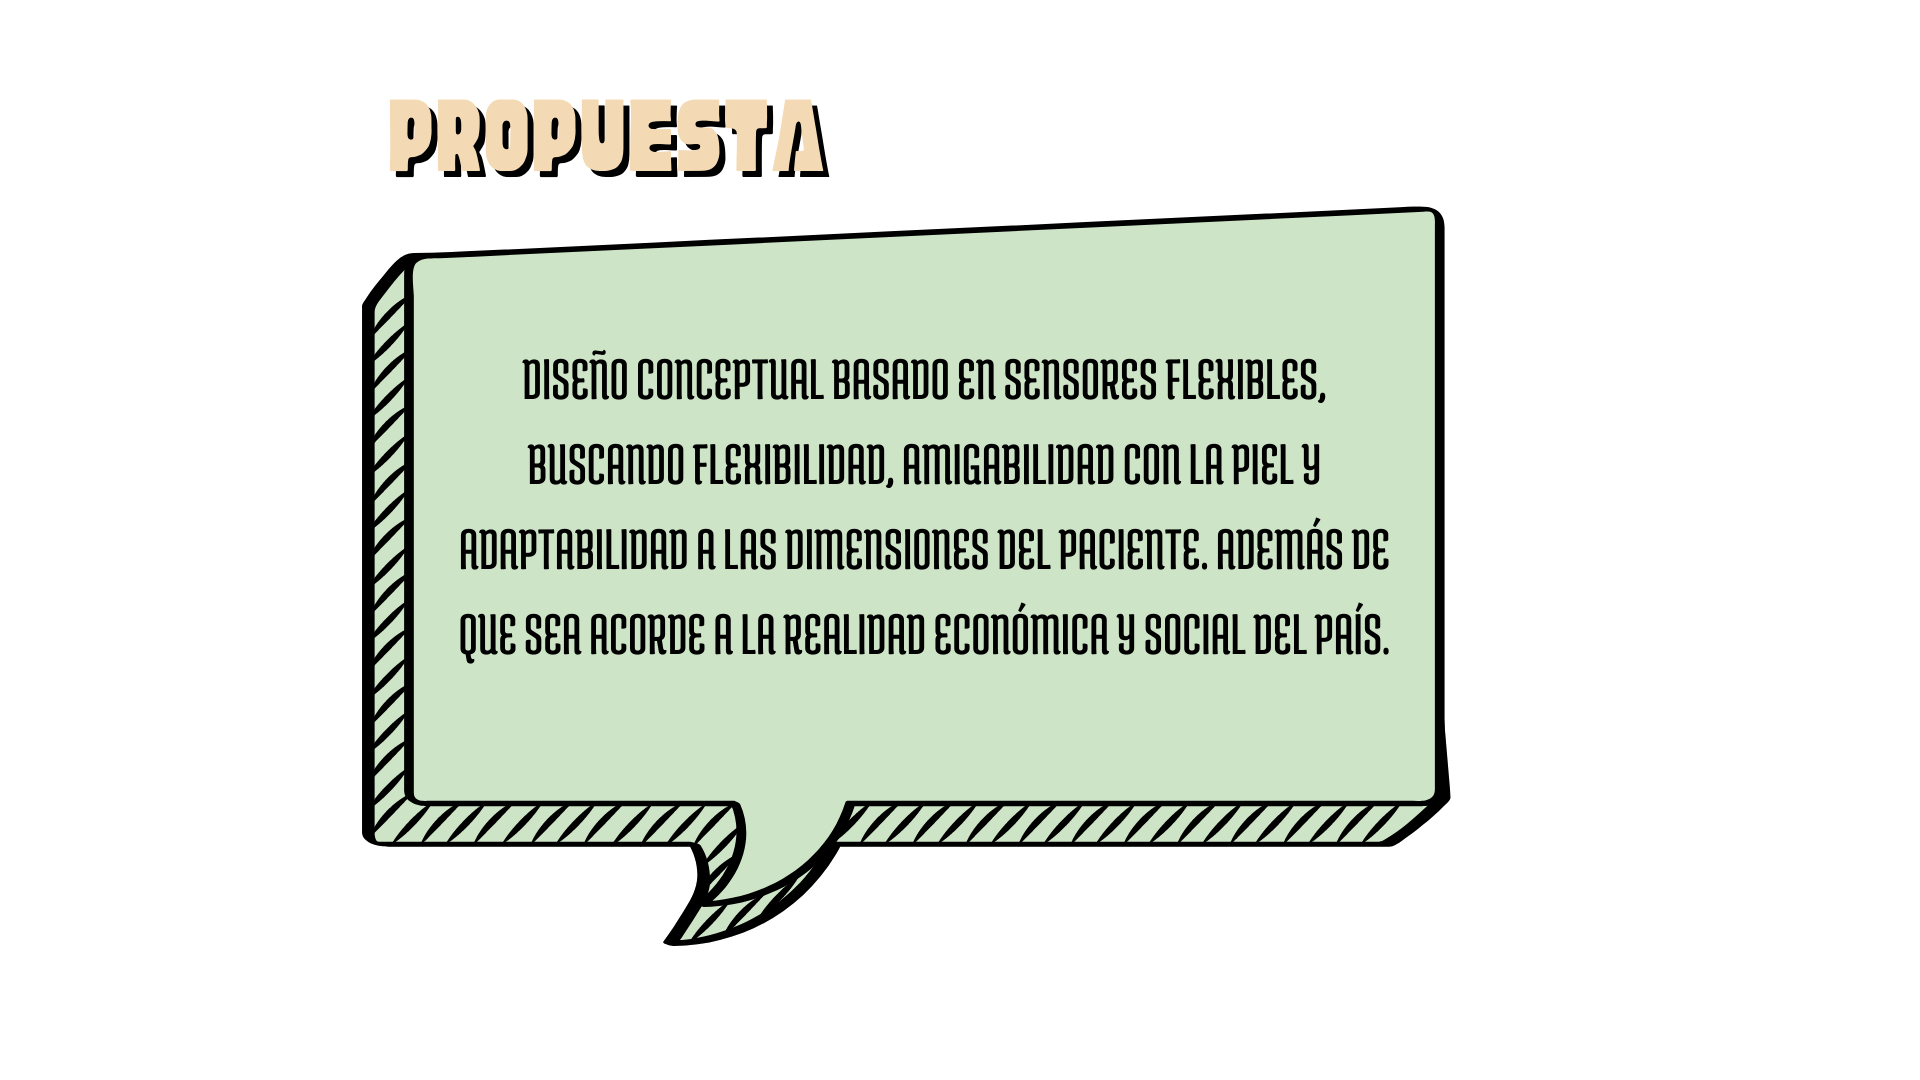 PROPUESTA
DISEÑO CONCEPTUAL BASADO EN SENSORES FLEXIBLES,
BUSCANDO FLEXIBILIDAD, AMIGABILIDAD CON LA PIEL Y
ADAPTABILIDAD A LAS DIMENSIONES DEL PACIENTE. ADEMÁS DE
QUE SEA ACORDE A LA REALIDAD ECONÓMICA Y SOCIAL DEL PAÍS.